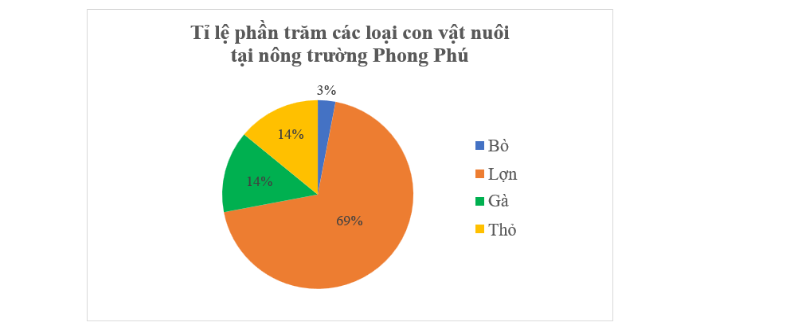 Tỉ lệ phần trăm các loại con vật nuôi
tại nông trường Phong Phú
3%
14%
14%
69%
Bò
Lợn
Gà
Thỏ